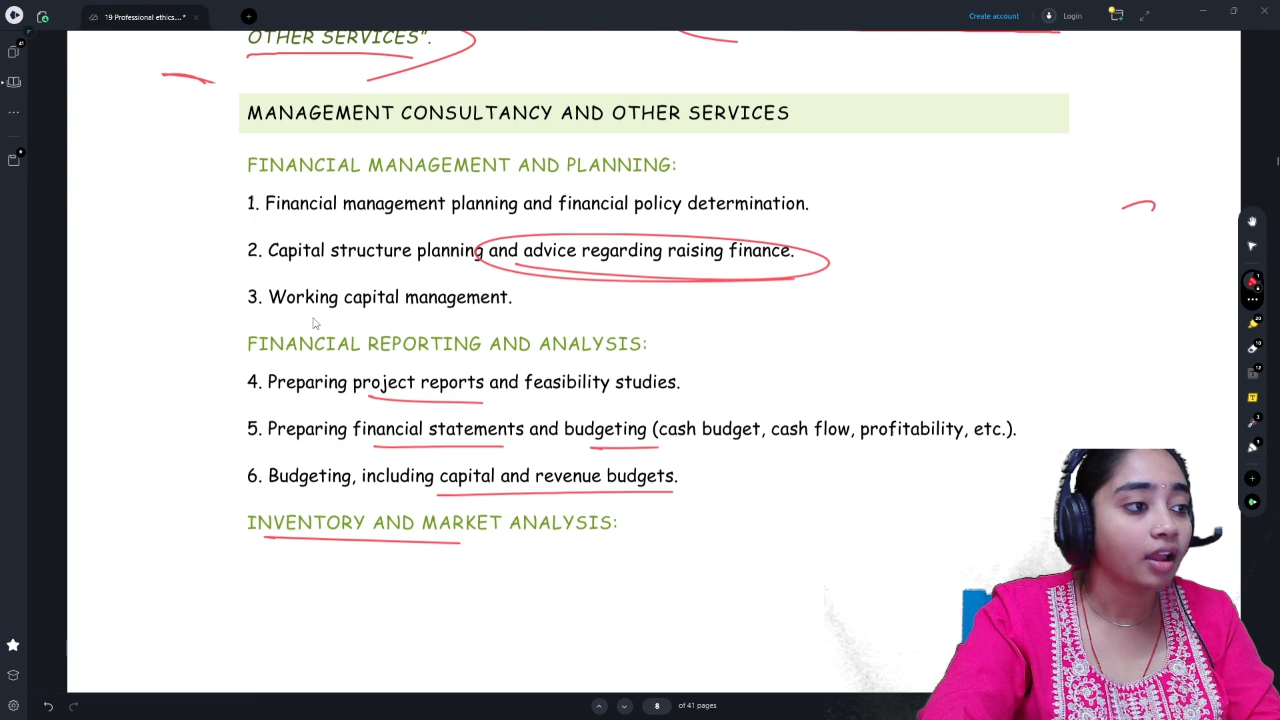 19 Professional ethics....*
Create account
Login
OTHER SERVICES".
MANAGEMENT CONSULTANCY AND OTHER SERVICES
FINANCIAL MANAGEMENT AND PLANNING:
1. Financial management planning and financial policy determination.
2. Capital structure planning and advice regarding raising finance.
3. Working capital management.
FINANCIAL REPORTING AND ANALYSIS:
4. Preparing project reports and feasibility studies.
5. Preparing financial statements and budgeting (cash budget, cash flow, profitability, etc.).
6. Budgeting, including capital and revenue budgets.
INVENTORY AND MARKET ANALYSIS:
8 of 41 pages